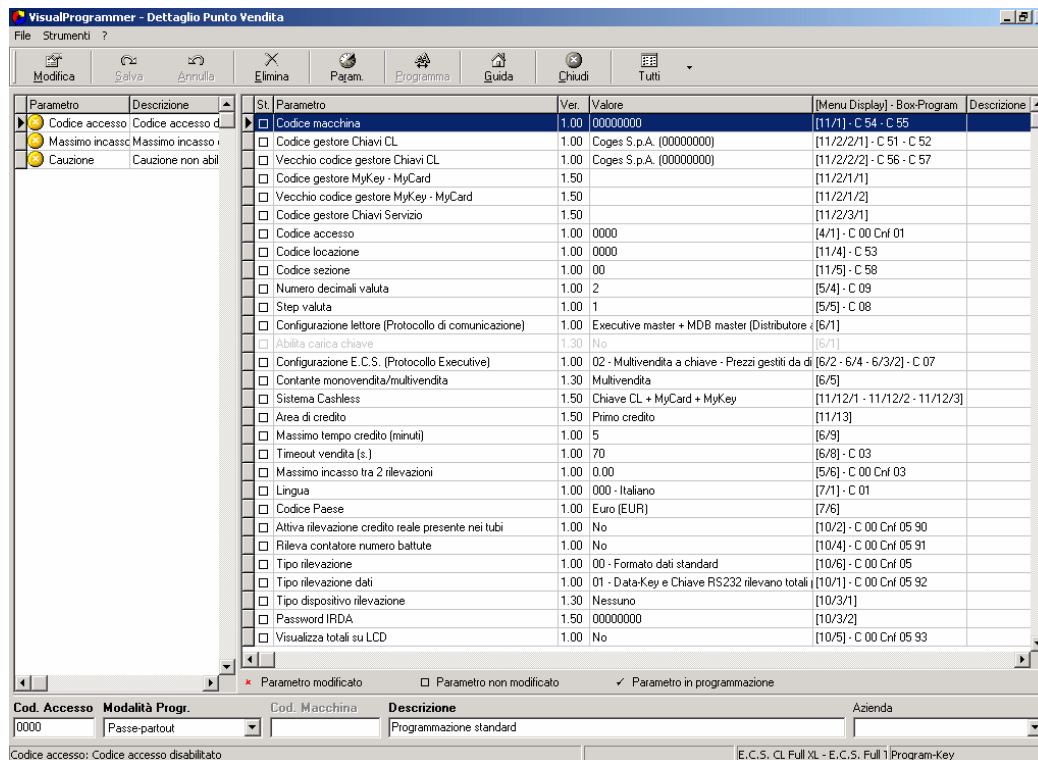 VisualProgrammer - Dettaglio Punto Vendita
File Strumenti ?
Modifica Salva Annulla Elimina Param. Programma Guida Chiudi Tutti
Parametro Descrizione
Codice accesso Codice accesso d
Massimo incasso Massimo incasso
Cauzione Cauzione non abil
St. Parametro Ver. Valore [Menu Display] - Box-Program Descrizione
Codice macchina 1.00 00000000 [11/1] - C 54 - C 55
Codice gestore Chiavi CL 1.00 Coges S.p.A. (00000000) [11/2/2/1] - C 51 - C 52
Vecchio codice gestore Chiavi CL 1.00 Coges S.p.A. (00000000) [11/2/2/2] - C 56 - C 57
Codice gestore MyKey - MyCard 1.50 [11/2/1/1]
Vecchio codice gestore MyKey - MyCard 1.50 [11/2/1/2]
Codice gestore Chiavi Servizio 1.50 [11/2/3/1]
Codice accesso 1.00 0000 [4/1] - C 00 Cnf 01
Codice locazione 1.00 0000 [11/4] - C 53
Codice sezione 1.00 00 [11/5] - C 58
Numero decimali valuta 1.00 2 [5/4] - C 09
Step valuta 1.00 1 [5/5] - C 08
Configurazione lettore (Protocollo di comunicazione) 1.00 Executive master + MDB master (Distributore a [6/1]
Abilita carica chiave 1.30 No [6/1]
Configurazione E.C.S. (Protocollo Executive) 1.00 02 - Multivendita a chiave - Prezzi gestiti da di [6/2 - 6/4 - 6/3/2] - C 07
Contante monovendita/multivendita 1.30 Multivendita [6/5]
Sistema Cashless 1.50 Chiave CL + MyCard + MyKey [11/12/1 - 11/12/2 - 11/12/3]
Area di credito 1.50 Primo credito [11/13]
Massimo tempo credito (minuti) 1.00 5 [6/9]
Timeout vendita (s.) 1.00 70 [6/8] - C 03
Massimo incasso tra 2 rilevazioni 1.00 0.00 [5/6] - C 00 Cnf 03
Lingua 1.00 000 - Italiano [7/1] - C 01
Codice Paese 1.00 Euro (EUR) [7/6]
Attiva rilevazione credito reale presente nei tubi 1.00 No [10/2] - C 00 Cnf 05 90
Rileva contatore numero battute 1.00 No [10/4] - C 00 Cnf 05 91
Tipo rilevazione 1.00 00 - Formato dati standard [10/6] - C 00 Cnf 05
Tipo rilevazione dati 1.00 01 - Data-Key e Chiave RS232 rilevano totali [10/1] - C 00 Cnf 05 92
Tipo dispositivo rilevazione 1.30 Nessuno [10/3/1]
Password IRDA 1.50 00000000 [10/3/2]
Visualizza totali su LCD 1.00 No [10/5] - C 00 Cnf 05 93
Parametro modificato Parametro non modificato Parametro in programmazione
Cod. Accesso Modalità Progr. Cod. Macchina Descrizione Azienda
0000 Passe-partout Programmazione standard
Codice accesso: Codice accesso disabilitato E.C.S. CL Full XL - E.C.S. Full Program-Key